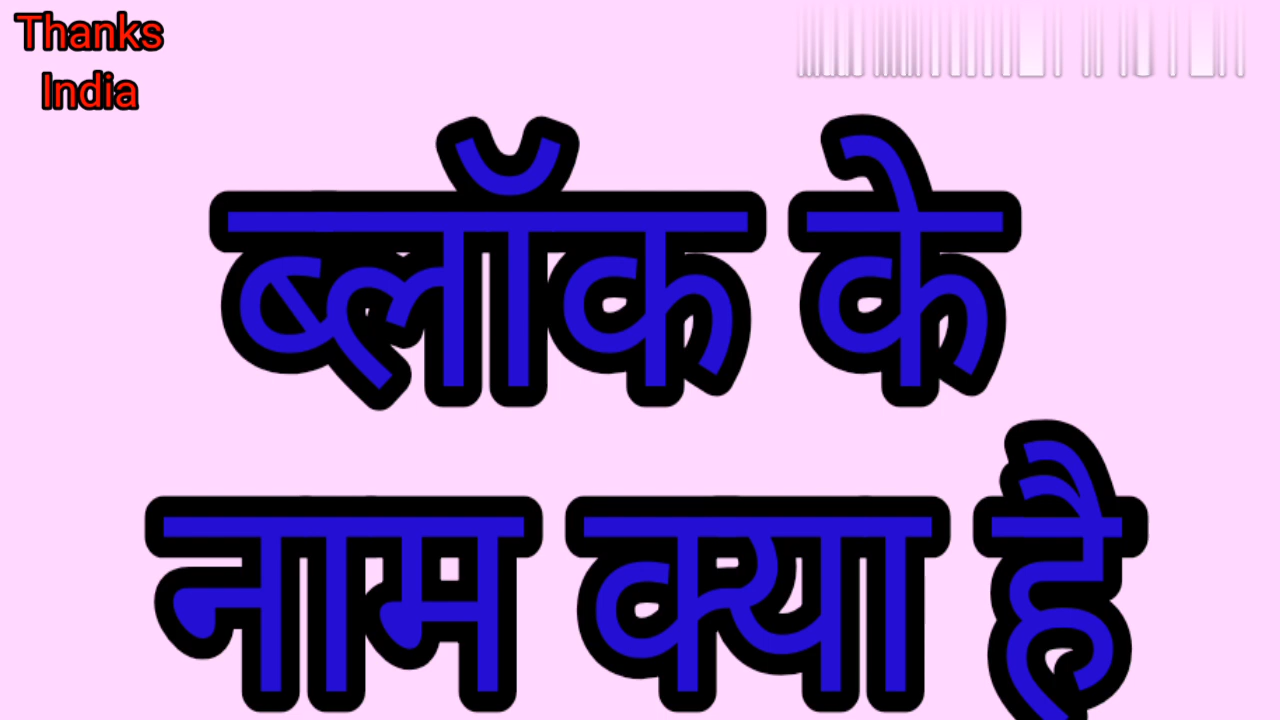 Thanks
India
ब्लॉक के
नाम क्या है